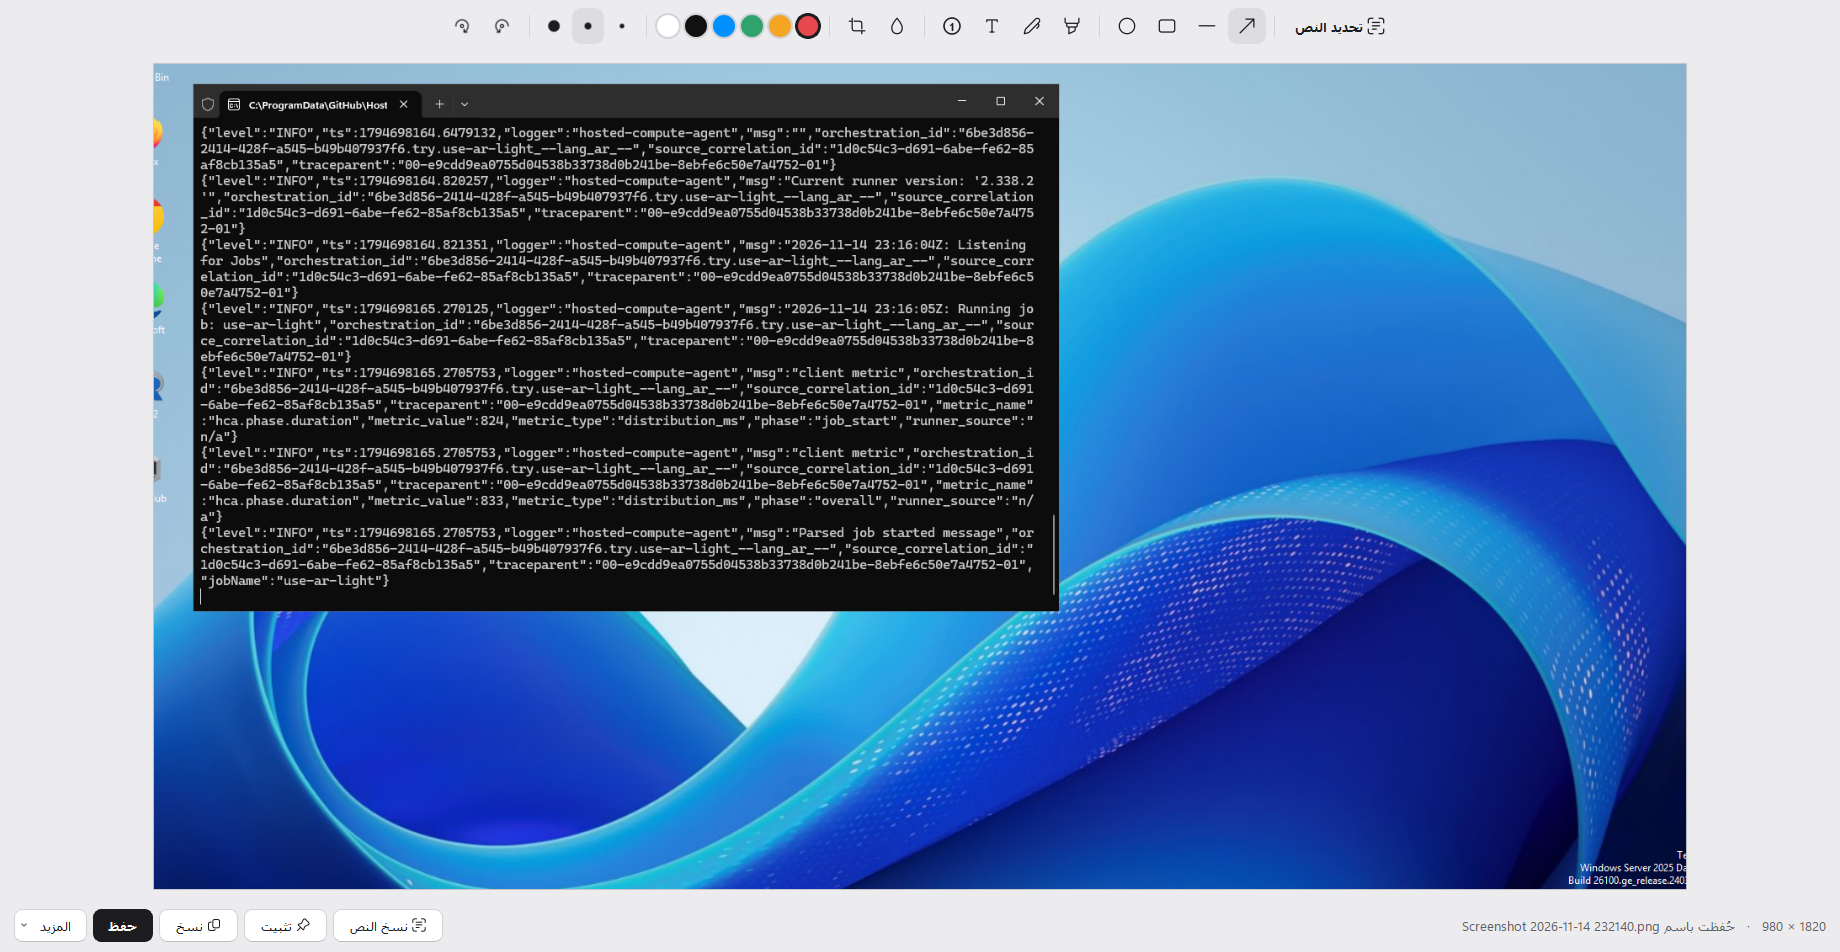 تحديد النص
Bin
C:\ProgramData\GitHub\Host
{"level":"INFO","ts":1794698164.6479132,"logger":"hosted-compute-agent","msg":"","orchestration_id":"6be3d856-
2414-428f-a545-b49b407937f6.try.use-ar-light_--lang_ar_--","source_correlation_id":"1d0c54c3-d691-6abe-fe62-85
af8cb135a5","traceparent":"00-e9cdd9ea0755d04538b33738d0b241be-8ebfe6c50e7a4752-01"}
{"level":"INFO","ts":1794698164.820257,"logger":"hosted-compute-agent","msg":"Current runner version: '2.338.2
'","orchestration_id":"6be3d856-2414-428f-a545-b49b407937f6.try.use-ar-light_--lang_ar_--","source_correlation
_id":"1d0c54c3-d691-6abe-fe62-85af8cb135a5","traceparent":"00-e9cdd9ea0755d04538b33738d0b241be-8ebfe6c50e7a475
2-01"}
{"level":"INFO","ts":1794698164.821351,"logger":"hosted-compute-agent","msg":"2026-11-14 23:16:04Z: Listening
for Jobs","orchestration_id":"6be3d856-2414-428f-a545-b49b407937f6.try.use-ar-light_--lang_ar_--","source_corr
elation_id":"1d0c54c3-d691-6abe-fe62-85af8cb135a5","traceparent":"00-e9cdd9ea0755d04538b33738d0b241be-8ebfe6c5
0e7a4752-01"}
{"level":"INFO","ts":1794698165.270125,"logger":"hosted-compute-agent","msg":"2026-11-14 23:16:05Z: Running jo
b: use-ar-light","orchestration_id":"6be3d856-2414-428f-a545-b49b407937f6.try.use-ar-light_--lang_ar_--","sour
ce_correlation_id":"1d0c54c3-d691-6abe-fe62-85af8cb135a5","traceparent":"00-e9cdd9ea0755d04538b33738d0b241be-8
ebfe6c50e7a4752-01"}
{"level":"INFO","ts":1794698165.2705753,"logger":"hosted-compute-agent","msg":"client metric","orchestration_i
d":"6be3d856-2414-428f-a545-b49b407937f6.try.use-ar-light_--lang_ar_--","source_correlation_id":"1d0c54c3-d691
-6abe-fe62-85af8cb135a5","traceparent":"00-e9cdd9ea0755d04538b33738d0b241be-8ebfe6c50e7a4752-01","metric_name"
:"hca.phase.duration","metric_value":824,"metric_type":"distribution_ms","phase":"job_start","runner_source":"
n/a"}
{"level":"INFO","ts":1794698165.2705753,"logger":"hosted-compute-agent","msg":"client metric","orchestration_i
d":"6be3d856-2414-428f-a545-b49b407937f6.try.use-ar-light_--lang_ar_--","source_correlation_id":"1d0c54c3-d691
-6abe-fe62-85af8cb135a5","traceparent":"00-e9cdd9ea0755d04538b33738d0b241be-8ebfe6c50e7a4752-01","metric_name"
:"hca.phase.duration","metric_value":833,"metric_type":"distribution_ms","phase":"overall","runner_source":"n/
a"}
{"level":"INFO","ts":1794698165.2705753,"logger":"hosted-compute-agent","msg":"Parsed job started message","or
chestration_id":"6be3d856-2414-428f-a545-b49b407937f6.try.use-ar-light_--lang_ar_--","source_correlation_id":"
1d0c54c3-d691-6abe-fe62-85af8cb135a5","traceparent":"00-e9cdd9ea0755d04538b33738d0b241be-8ebfe6c50e7a4752-01",
"jobName":"use-ar-light"}
x
e
ne
oft
2
ub
Te
Windows Server 2025 Da
Build 26100.ge_release.240
المزيد
حفظ
نسخ
تثبيت
نسخ النص
حُفظت باسم Screenshot 2026-11-14 232140.png · 980 × 1820